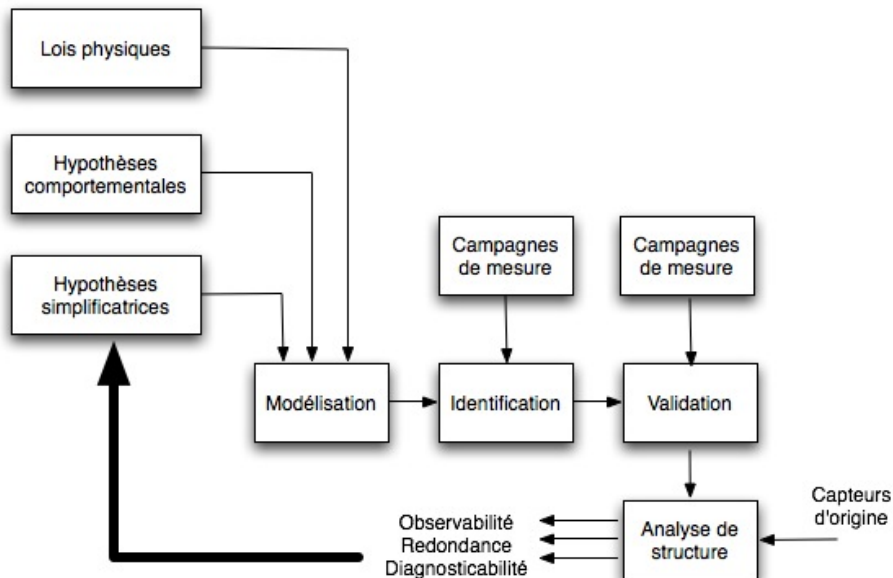 Lois physiques
Hypothèses
comportementales
Hypothèses
simplificatrices
Campagnes
de mesure
Campagnes
de mesure
Modélisation
Identification
Validation
Capteurs
d'origine
Analyse de
structure
Observabilité
Redondance
Diagnosticabilité